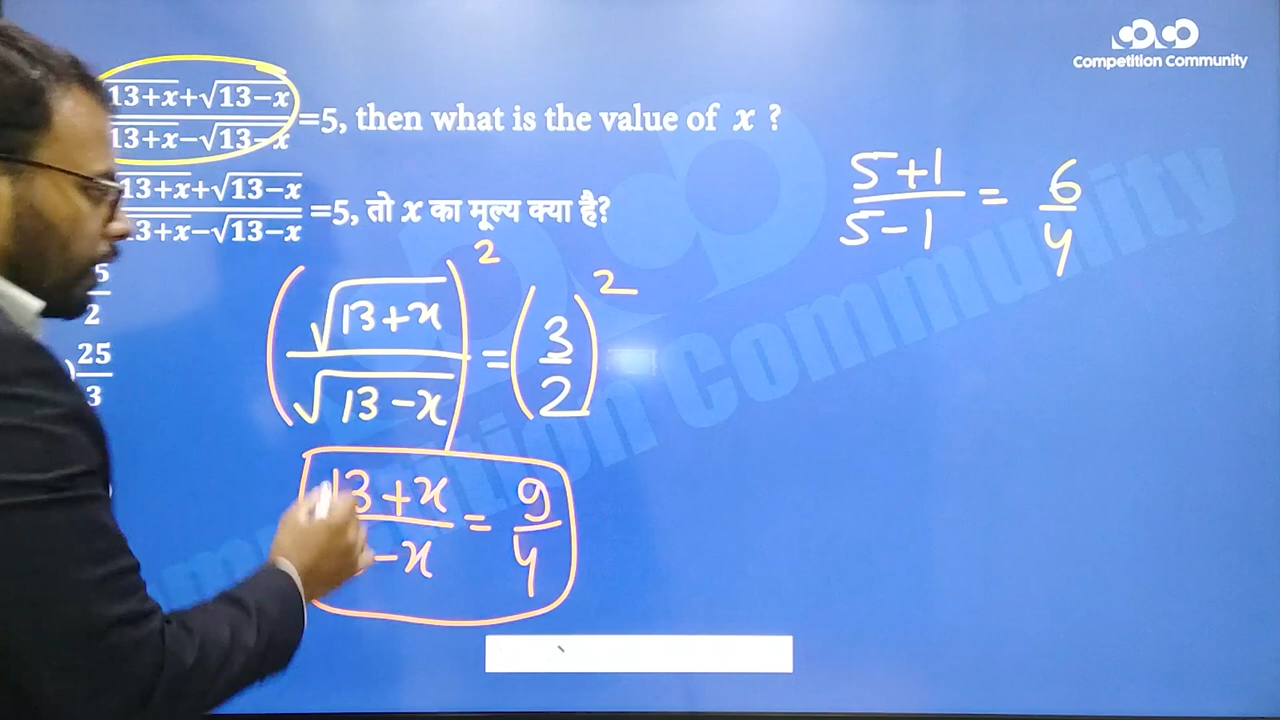 Competition Community
13+x+√13−x
13+x−√13−x =5, then what is the value of x ?
13+x+√13−x
13+x−√13−x =5, तो x का मूल्य क्या है?
5+1/5-1 = 6/4
5/2
25/3
(√13+x/√13-x)² = (3/2)²
13+x/-x = 9/4
Community